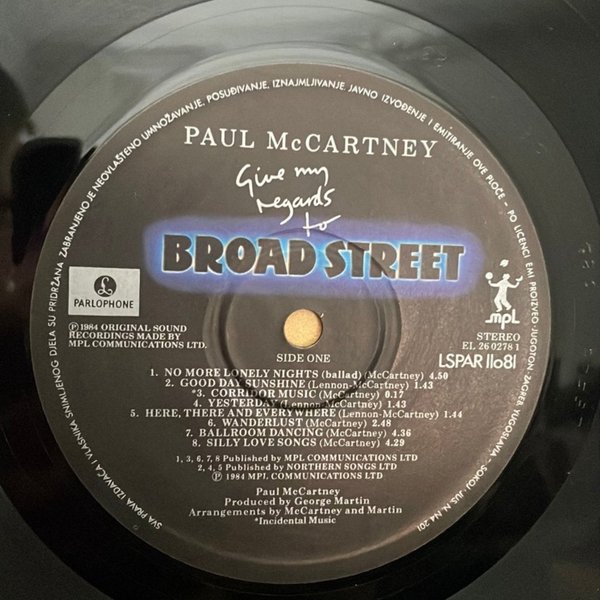 SVA PRAVA IZDAVAČA I VLASNIKA SNIMLJENOG DJELA SU PRIDRŽANA ZABRANJENO JE NEOVLAŠTENO UMNOŽAVANJE, POSUĐIVANJE, IZNAJMLJIVANJE, JAVNO IZVOĐENJE I EMITIRANJE OVE PLOČE - PO LICENCI EMI PROIZVEO JUGOTON ZAGREB YUGOSLAVIA - SOKOJ · JUS N. N4 201
PAUL McCARTNEY
Give my
regards
to
BROAD STREET
PARLOPHONE
mpl
Ⓟ 1984 ORIGINAL SOUND
RECORDINGS MADE BY
MPL COMMUNICATIONS LTD.
STEREO
EL 26 0278 1
LSPAR 11081
SIDE ONE
1. NO MORE LONELY NIGHTS (ballad) (McCartney) 4.50
2. GOOD DAY SUNSHINE (Lennon-McCartney) 1.43
*3. CORRIDOR MUSIC (McCartney) 0.17
4. YESTERDAY (Lennon-McCartney) 1.43
5. HERE, THERE AND EVERYWHERE (Lennon-McCartney) 1.44
6. WANDERLUST (McCartney) 2.48
7. BALLROOM DANCING (McCartney) 4.36
8. SILLY LOVE SONGS (McCartney) 4.29
1, 3, 6, 7, 8 Published by MPL COMMUNICATIONS LTD
2, 4, 5 Published by NORTHERN SONGS LTD
Ⓟ 1984 MPL COMMUNICATIONS LTD
Paul McCartney
Produced by George Martin
Arrangements by McCartney and Martin
*Incidental Music